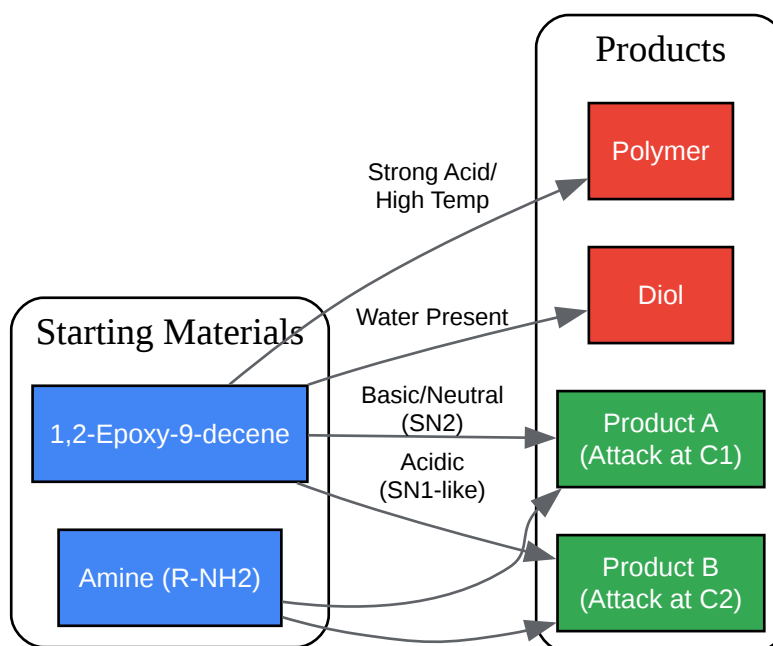 Products
Polymer
Strong Acid/
High Temp
Diol
Water Present
Starting Materials
1,2-Epoxy-9-decene
Basic/Neutral
(SN2)
Product A
(Attack at C1)
Acidic
(SN1-like)
Amine (R-NH2)
Product B
(Attack at C2)